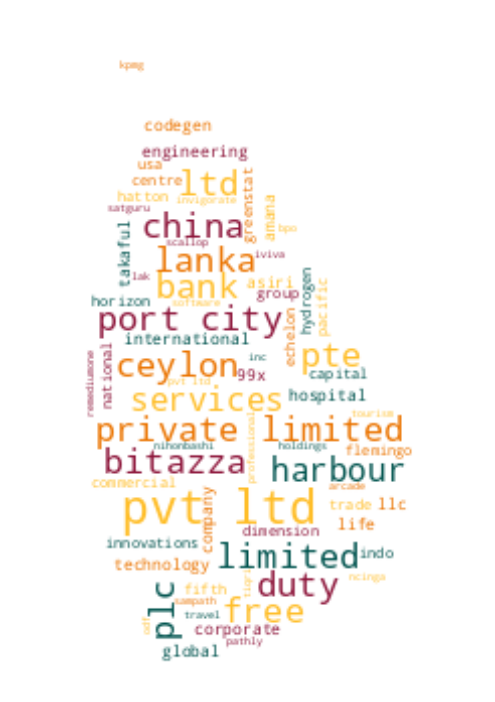 kpmg
codegen
engineering
usa
centre
ltd
hatton
invigorate
greenstat
amana
satguru
china
bpo
takaful
scallop
lanka
iviva
lak
bank
asiri
hydrogen
group
pacific
horizon
software
port city
international
echelon
national
inc
ceylon
pte
99x
capital
remediumone
pvt ltd
services
hospital
tourism
private limited
professional
nihonbashi
holdings
flemingo
bitazza
harbour
commercial
arcade
pvt ltd
company
trade
llc
life
dimension
innovations
limited
indo
technology
tiqri
duty
ncinga
plc
fifth
sampath
free
travel
odf
corporate
pathly
global